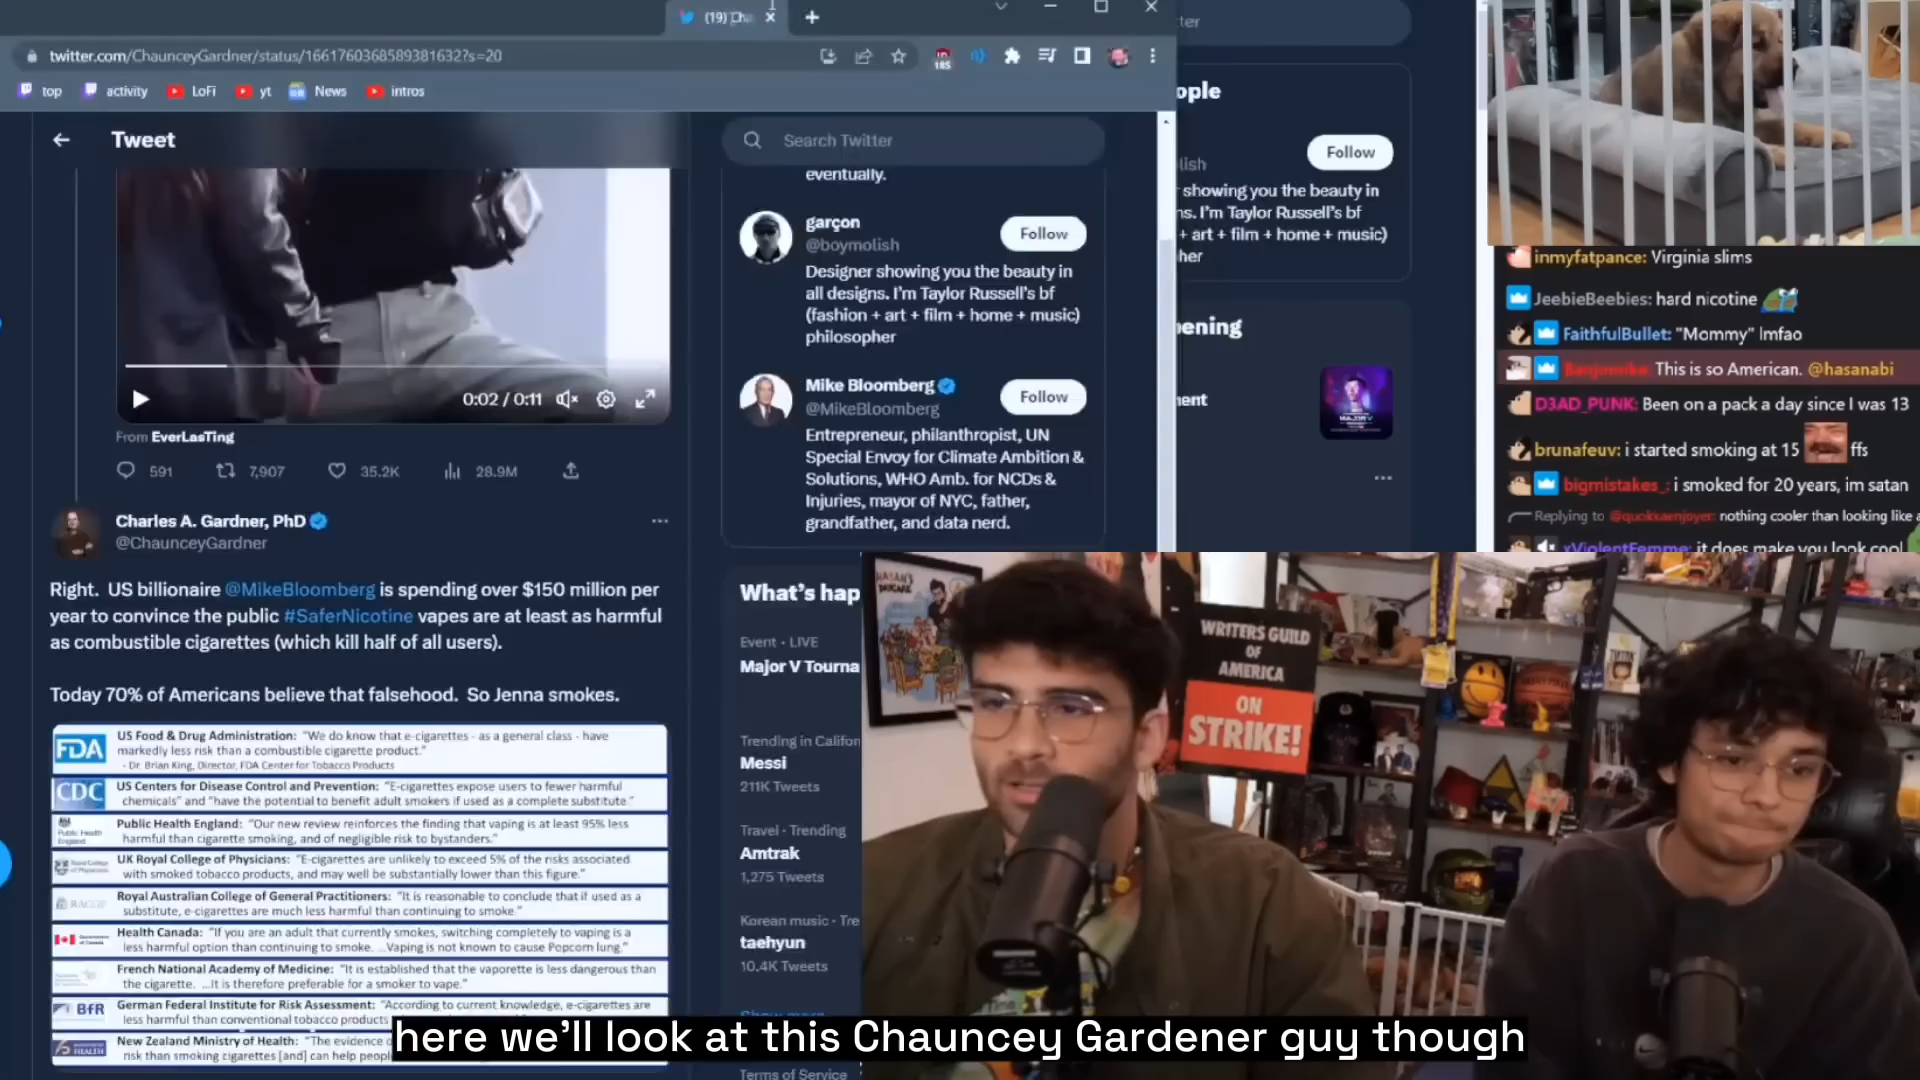 (19)
twitter.com/ChaunceyGardner/status/1661760368589381632?s=20
185
top
activity
LoFi
yt
News
intros
Tweet
0:02 / 0:11
From EverLasTing
591
7,907
35.2K
28.9M
Charles A. Gardner, PhD
@ChaunceyGardner
Right. US billionaire @MikeBloomberg is spending over $150 million per
year to convince the public #SaferNicotine vapes are at least as harmful
as combustible cigarettes (which kill half of all users).
Today 70% of Americans believe that falsehood. So Jenna smokes.
FDA
US Food & Drug Administration: "We do know that e-cigarettes - as a general class - have
markedly less risk than a combustible cigarette product."
- Dr. Brian King, Director, FDA Center for Tobacco Products
CDC
US Centers for Disease Control and Prevention: "E-cigarettes expose users to fewer harmful
chemicals" and "have the potential to benefit adult smokers if used as a complete substitute."
Public Health
England
Public Health England: "Our new review reinforces the finding that vaping is at least 95% less
harmful than cigarette smoking, and of negligible risk to bystanders."
UK Royal College of Physicians: "E-cigarettes are unlikely to exceed 5% of the risks associated
with smoked tobacco products, and may well be substantially lower than this figure."
RACGP
Royal Australian College of General Practitioners: "It is reasonable to conclude that if used as a
substitute, e-cigarettes are much less harmful than continuing to smoke."
Health Canada: "If you are an adult that currently smokes, switching completely to vaping is a
less harmful option than continuing to smoke. ...Vaping is not known to cause Popcorn lung."
French National Academy of Medicine: "It is established that the vaporette is less dangerous than
the cigarette. ...It is therefore preferable for a smoker to vape."
BfR
German Federal Institute for Risk Assessment: "According to current knowledge, e-cigarettes are
less harmful than conventional tobacco products
New Zealand Ministry of Health: "The evidence
risk than smoking cigarettes [and] can help
Search Twitter
eventually.
garçon
@boymolish
Follow
Designer showing you the beauty in
all designs. I'm Taylor Russell's bf
(fashion + art + film + home + music)
philosopher
Mike Bloomberg
@MikeBloomberg
Follow
Entrepreneur, philanthropist, UN
Special Envoy for Climate Ambition &
Solutions, WHO Amb. for NCDs &
Injuries, mayor of NYC, father,
grandfather, and data nerd.
What's hap
Event · LIVE
Major V Tourna
Trending in Califor
Messi
211K Tweets
Travel · Trending
Amtrak
1,275 Tweets
Korean music · Tre
taehyun
10.4K Tweets
Show more
Terms of Service
tter
ople
lish
Follow
showing you the beauty in
ns. I'm Taylor Russell's bf
+ art + film + home + music)
her
ening
ent
inmyfatpance: Virginia slims
JeebieBeebies: hard nicotine
FaithfulBullet: "Mommy" lmfao
This is so American. @hasanabi
D3AD_PUNK: Been on a pack a day since I was 13
brunafeuv: i started smoking at 15 ffs
bigmistakes_: i smoked for 20 years, im satan
Replying to @quokkaenjoyer: nothing cooler than looking like a
xViolentFemme: it does make you look cool
HASAN'S
WRITERS GUILD
OF
AMERICA
ON
STRIKE!
here we'll look at this Chauncey Gardener guy though